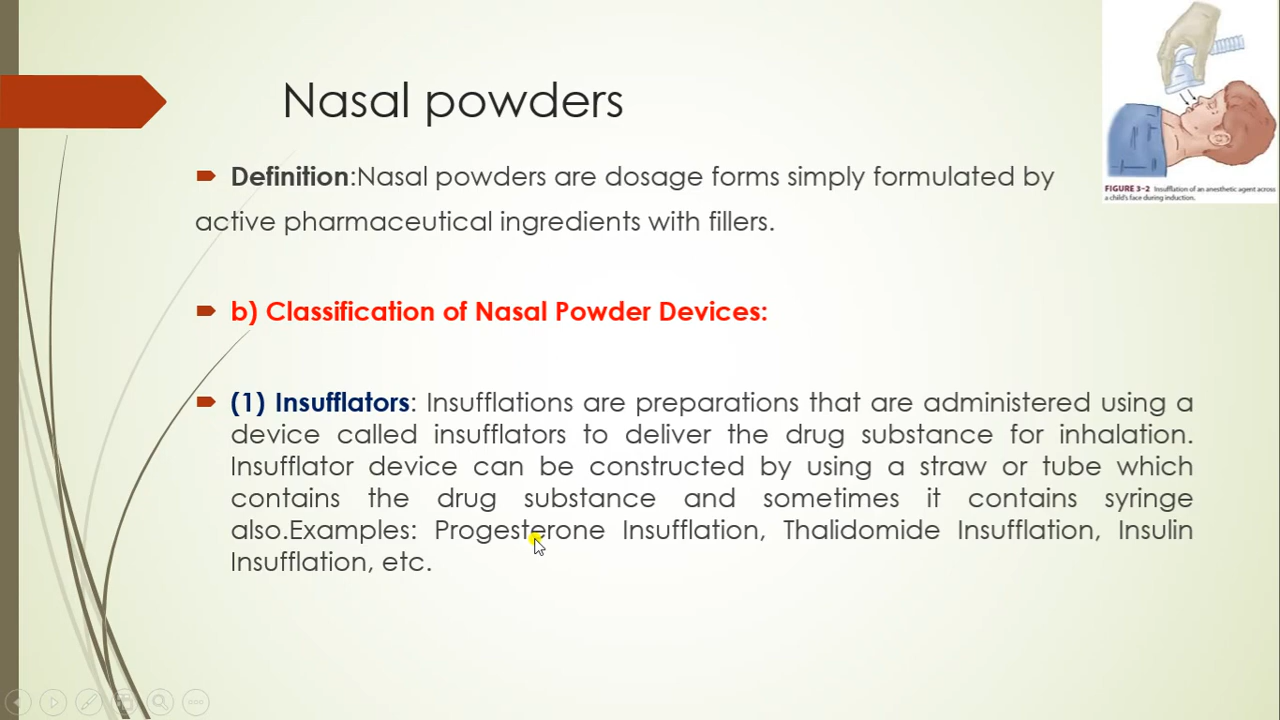 Nasal powders
Definition:Nasal powders are dosage forms simply formulated by
active pharmaceutical ingredients with fillers.
b) Classification of Nasal Powder Devices:
(1) Insufflators: Insufflations are preparations that are administered using a
device called insufflators to deliver the drug substance for inhalation.
Insufflator device can be constructed by using a straw or tube which
contains the drug substance and sometimes it contains syringe
also.Examples: Progesterone Insufflation, Thalidomide Insufflation, Insulin
Insufflation, etc.
FIGURE 3-2 Insufflation of an anesthetic agent across
a child's face during induction.